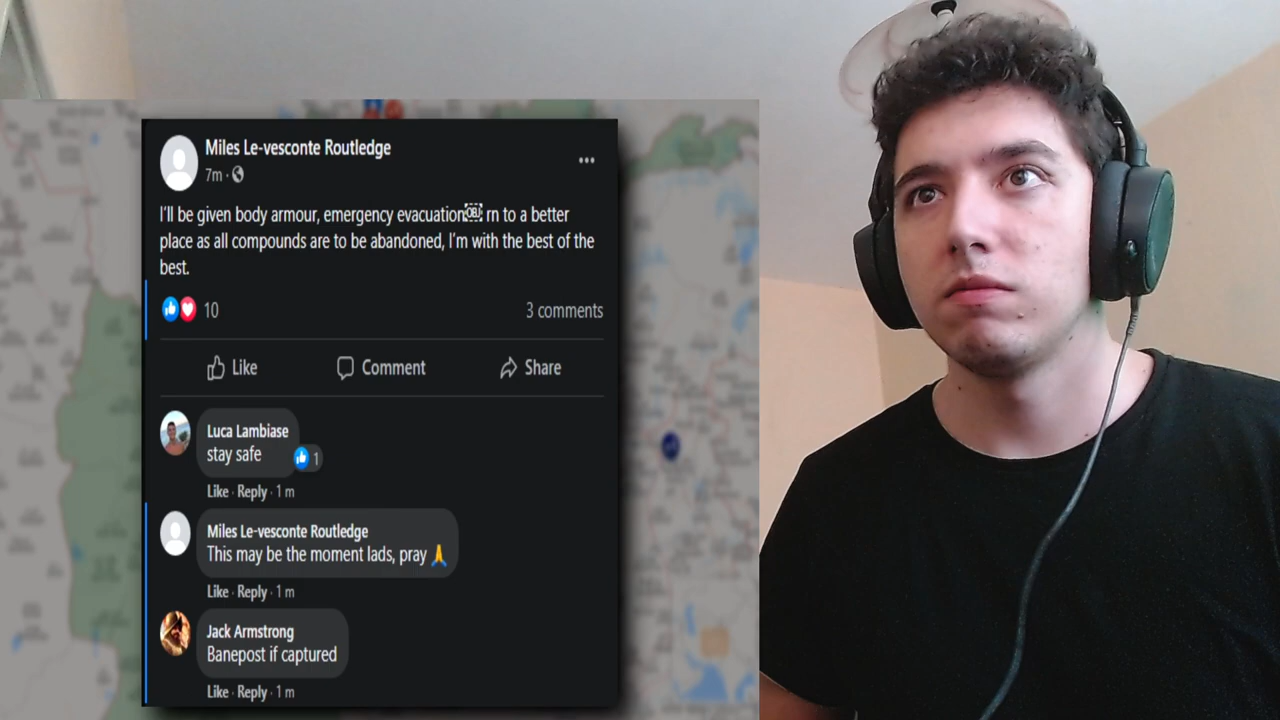 Miles Le-vesconte Routledge
7m ·
I'll be given body armour, emergency evacuation rn to a better
place as all compounds are to be abandoned, I'm with the best of the
best.
10
3 comments
Like
Comment
Share
Luca Lambiase
stay safe
1
Like · Reply · 1 m
Miles Le-vesconte Routledge
This may be the moment lads, pray 🙏
Like · Reply · 1 m
Jack Armstrong
Banepost if captured
Like · Reply · 1 m